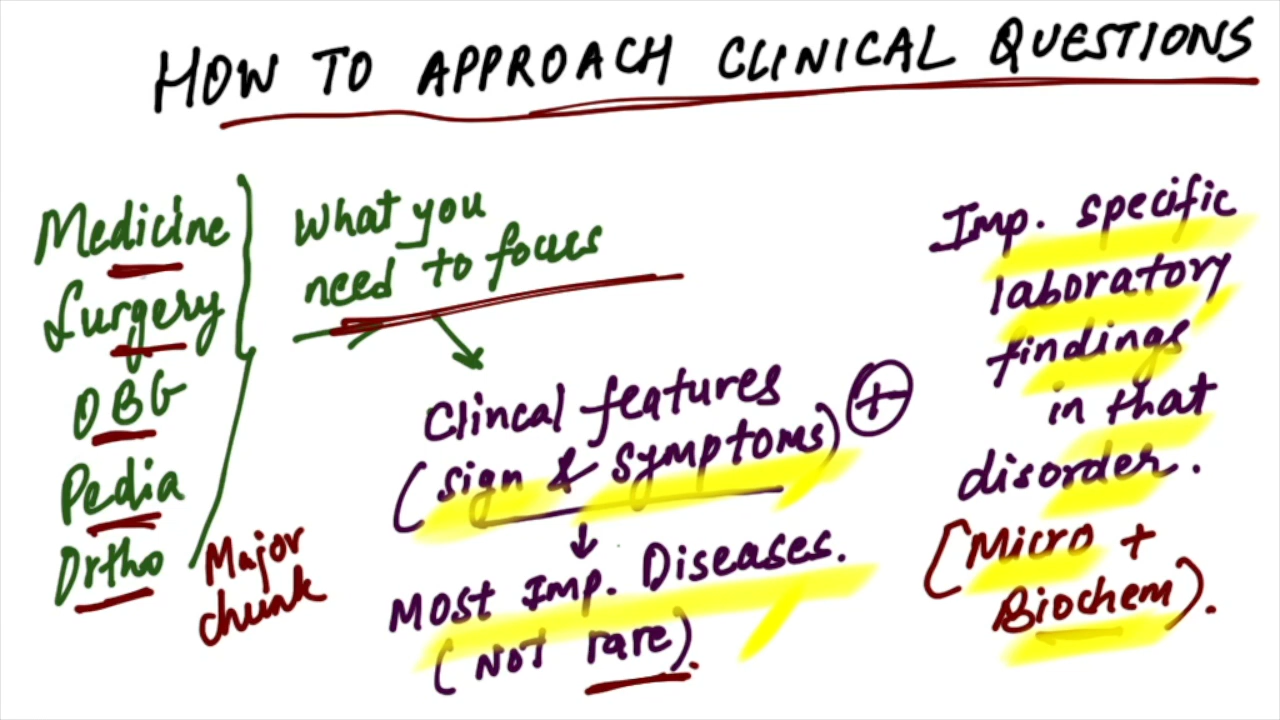 HOW TO APPROACH CLINICAL QUESTIONS
Medicine
Surgery
OBG
Pedia
Ortho
Major
chunk
What you
need to focus
Clincal features
(sign & symptoms)
+
↓
Most Imp. Diseases.
(Not rare).
Imp. specific
laboratory
findings
in that
disorder.
(Micro +
Biochem).